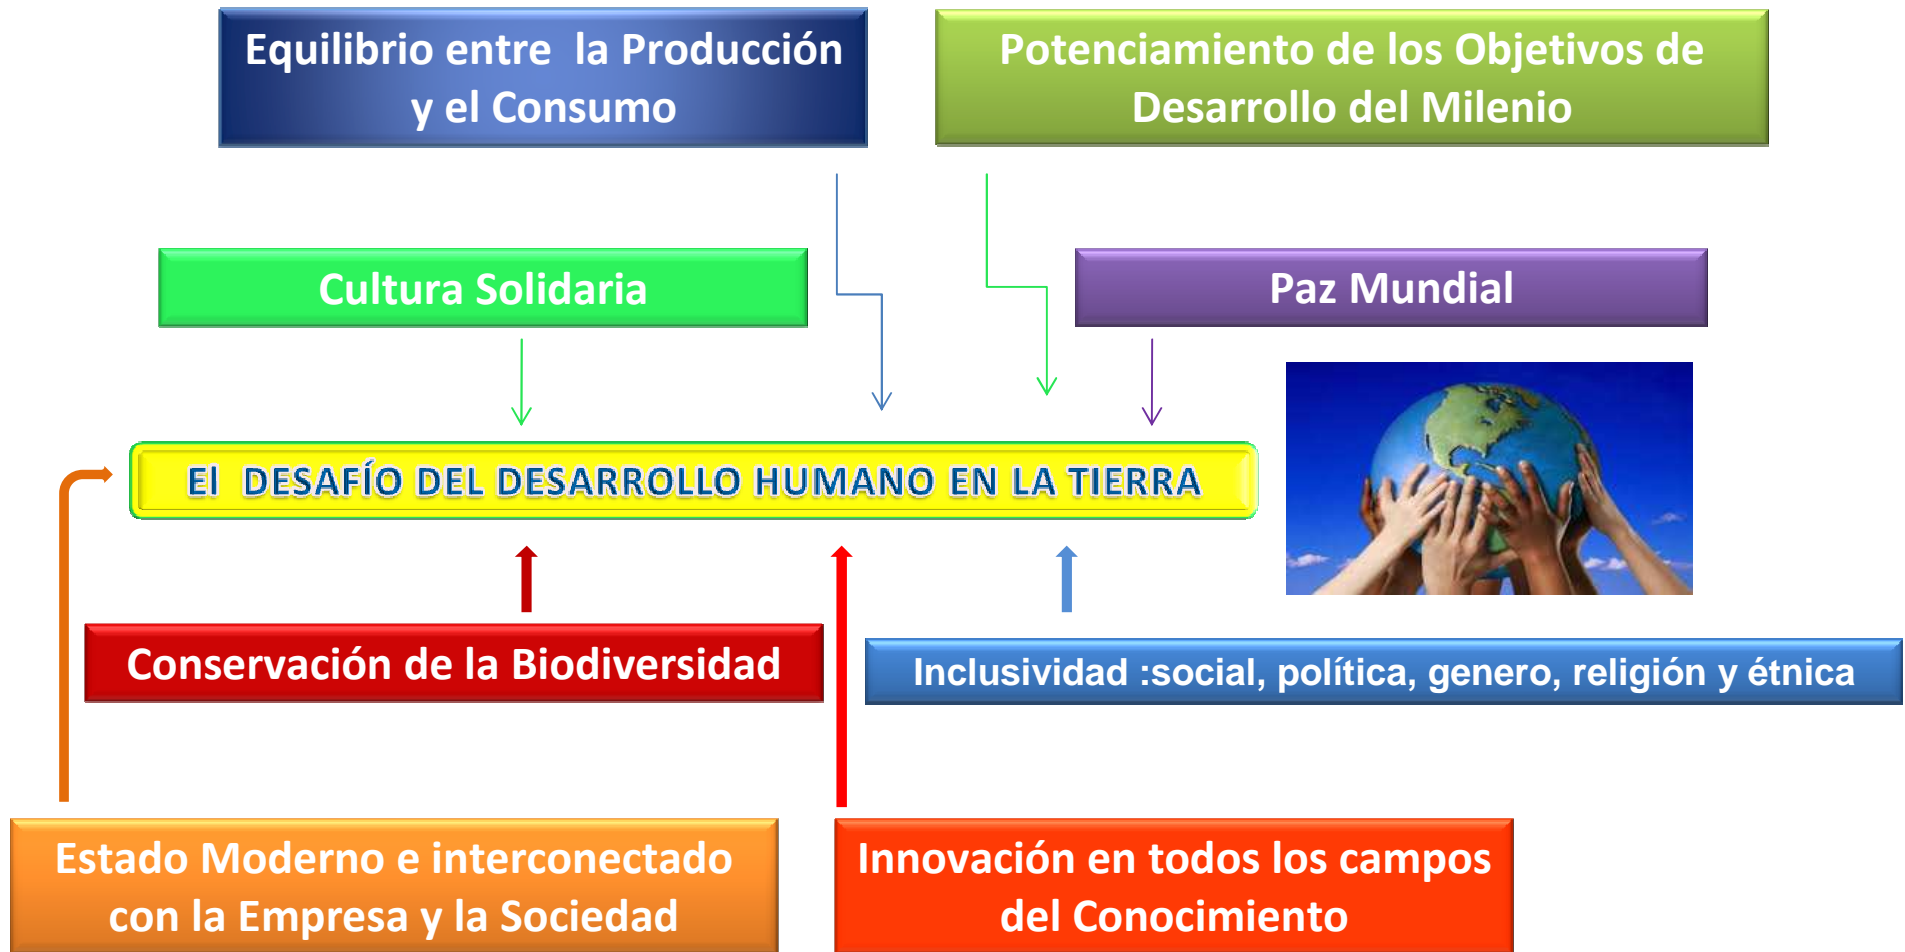 Equilibrio entre  la Producción
y el Consumo
Potenciamiento de los Objetivos de
Desarrollo del Milenio
Cultura Solidaria
Paz Mundial
El  DESAFÍO DEL DESARROLLO HUMANO EN LA TIERRA
Conservación de la Biodiversidad
Inclusividad :social, política, genero, religión y étnica
Estado Moderno e interconectado
con la Empresa y la Sociedad
Innovación en todos los campos
del Conocimiento